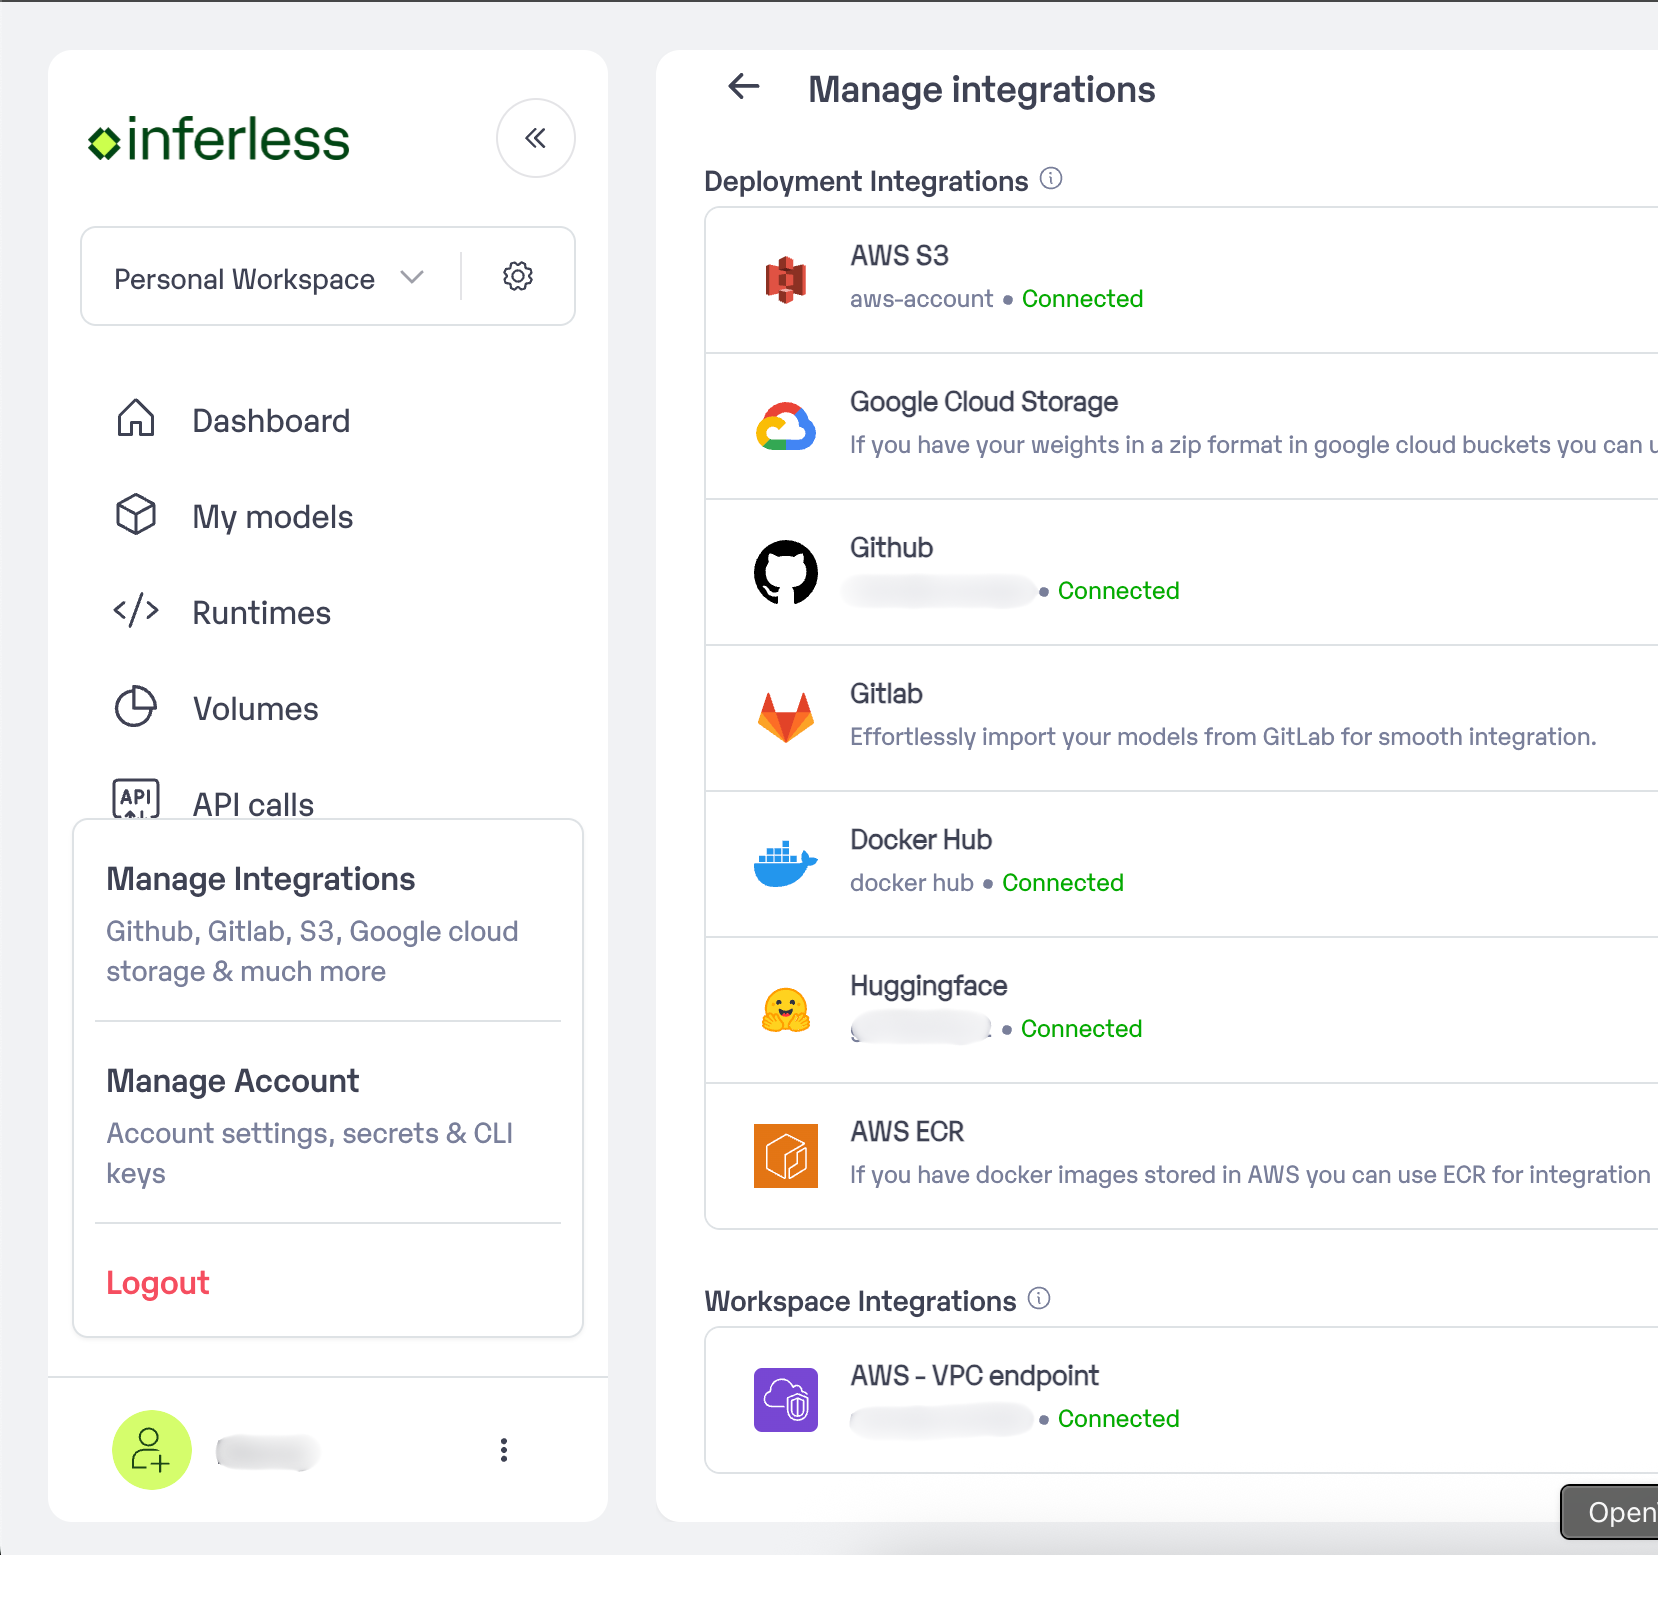 inferless
Personal Workspace
Dashboard
My models
Runtimes
Volumes
API
API calls
Manage Integrations
Github, Gitlab, S3, Google cloud
storage & much more
Manage Account
Account settings, secrets & CLI
keys
Logout
Manage integrations
Deployment Integrations
AWS S3
aws-account • Connected
Google Cloud Storage
If you have your weights in a zip format in google cloud buckets you can
Github
• Connected
Gitlab
Effortlessly import your models from GitLab for smooth integration.
Docker Hub
docker hub • Connected
Huggingface
• Connected
AWS ECR
If you have docker images stored in AWS you can use ECR for integration
Workspace Integrations
AWS - VPC endpoint
• Connected
Open